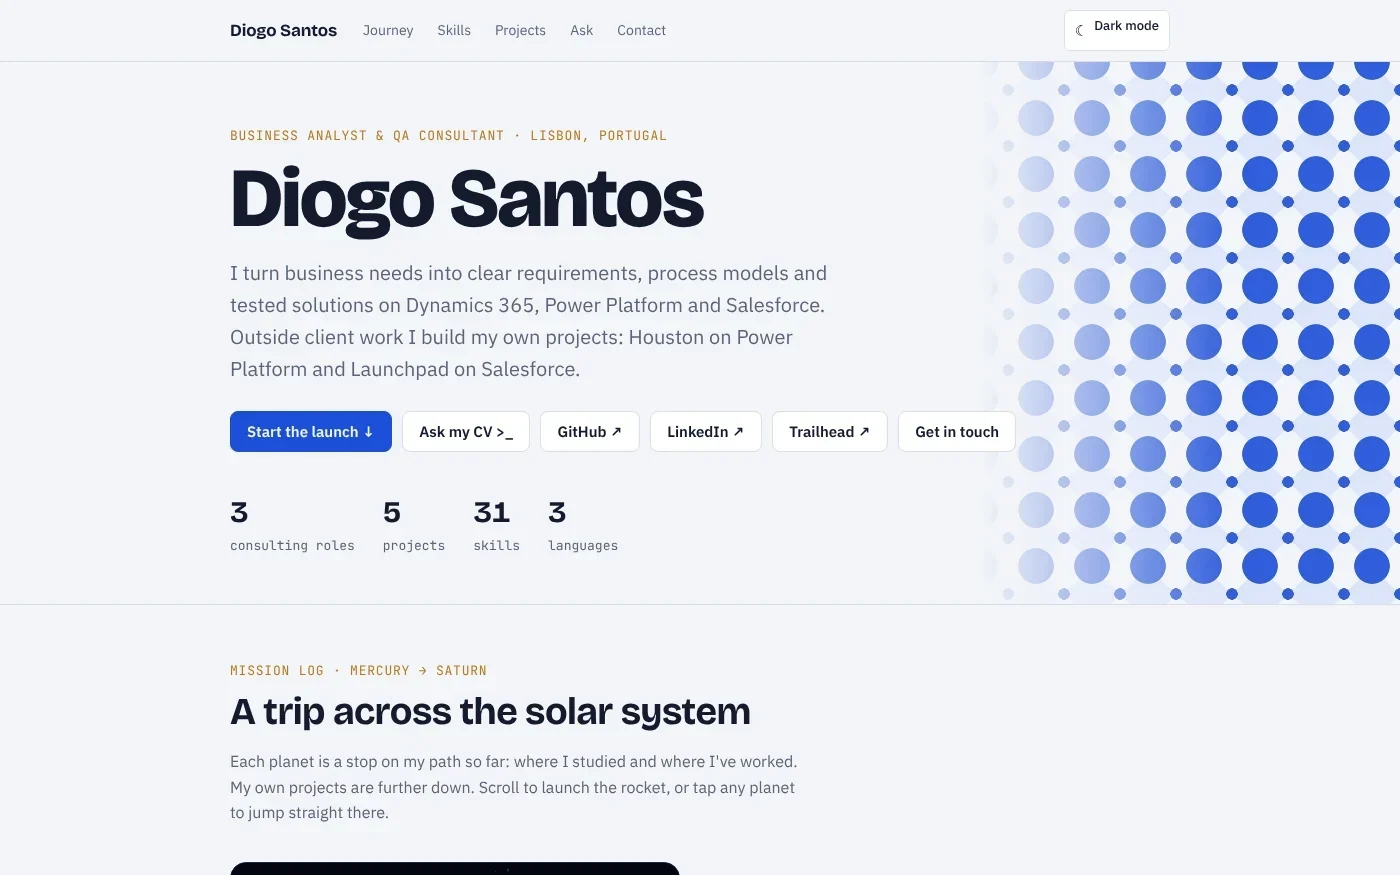 Diogo Santos
Journey
Skills
Projects
Ask
Contact
☾ Dark mode
BUSINESS ANALYST & QA CONSULTANT · LISBON, PORTUGAL
Diogo Santos
I turn business needs into clear requirements, process models and
tested solutions on Dynamics 365, Power Platform and Salesforce.
Outside client work I build my own projects: Houston on Power
Platform and Launchpad on Salesforce.
Start the launch ↓
Ask my CV >_
GitHub ↗
LinkedIn ↗
Trailhead ↗
Get in touch
3
consulting roles
5
projects
31
skills
3
languages
MISSION LOG · MERCURY → SATURN
A trip across the solar system
Each planet is a stop on my path so far: where I studied and where I've worked.
My own projects are further down. Scroll to launch the rocket, or tap any planet
to jump straight there.